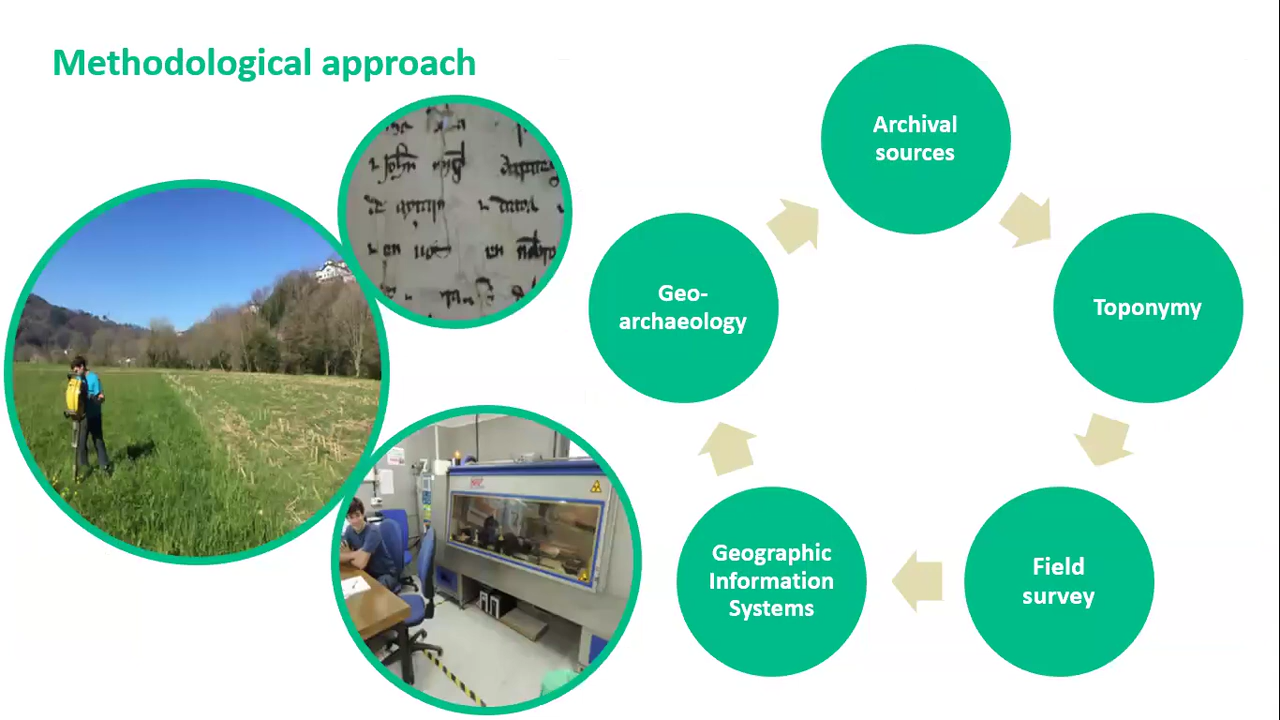 Methodological approach
Archival
sources
Toponymy
Field
survey
Geographic
Information
Systems
Geo-
archaeology